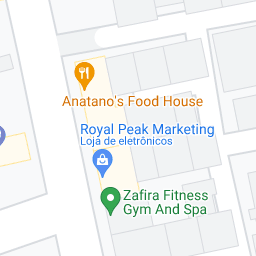 Anatano's Food House
Royal Peak Marketing
Loja de eletrônicos
Zafira Fitness
Gym And Spa